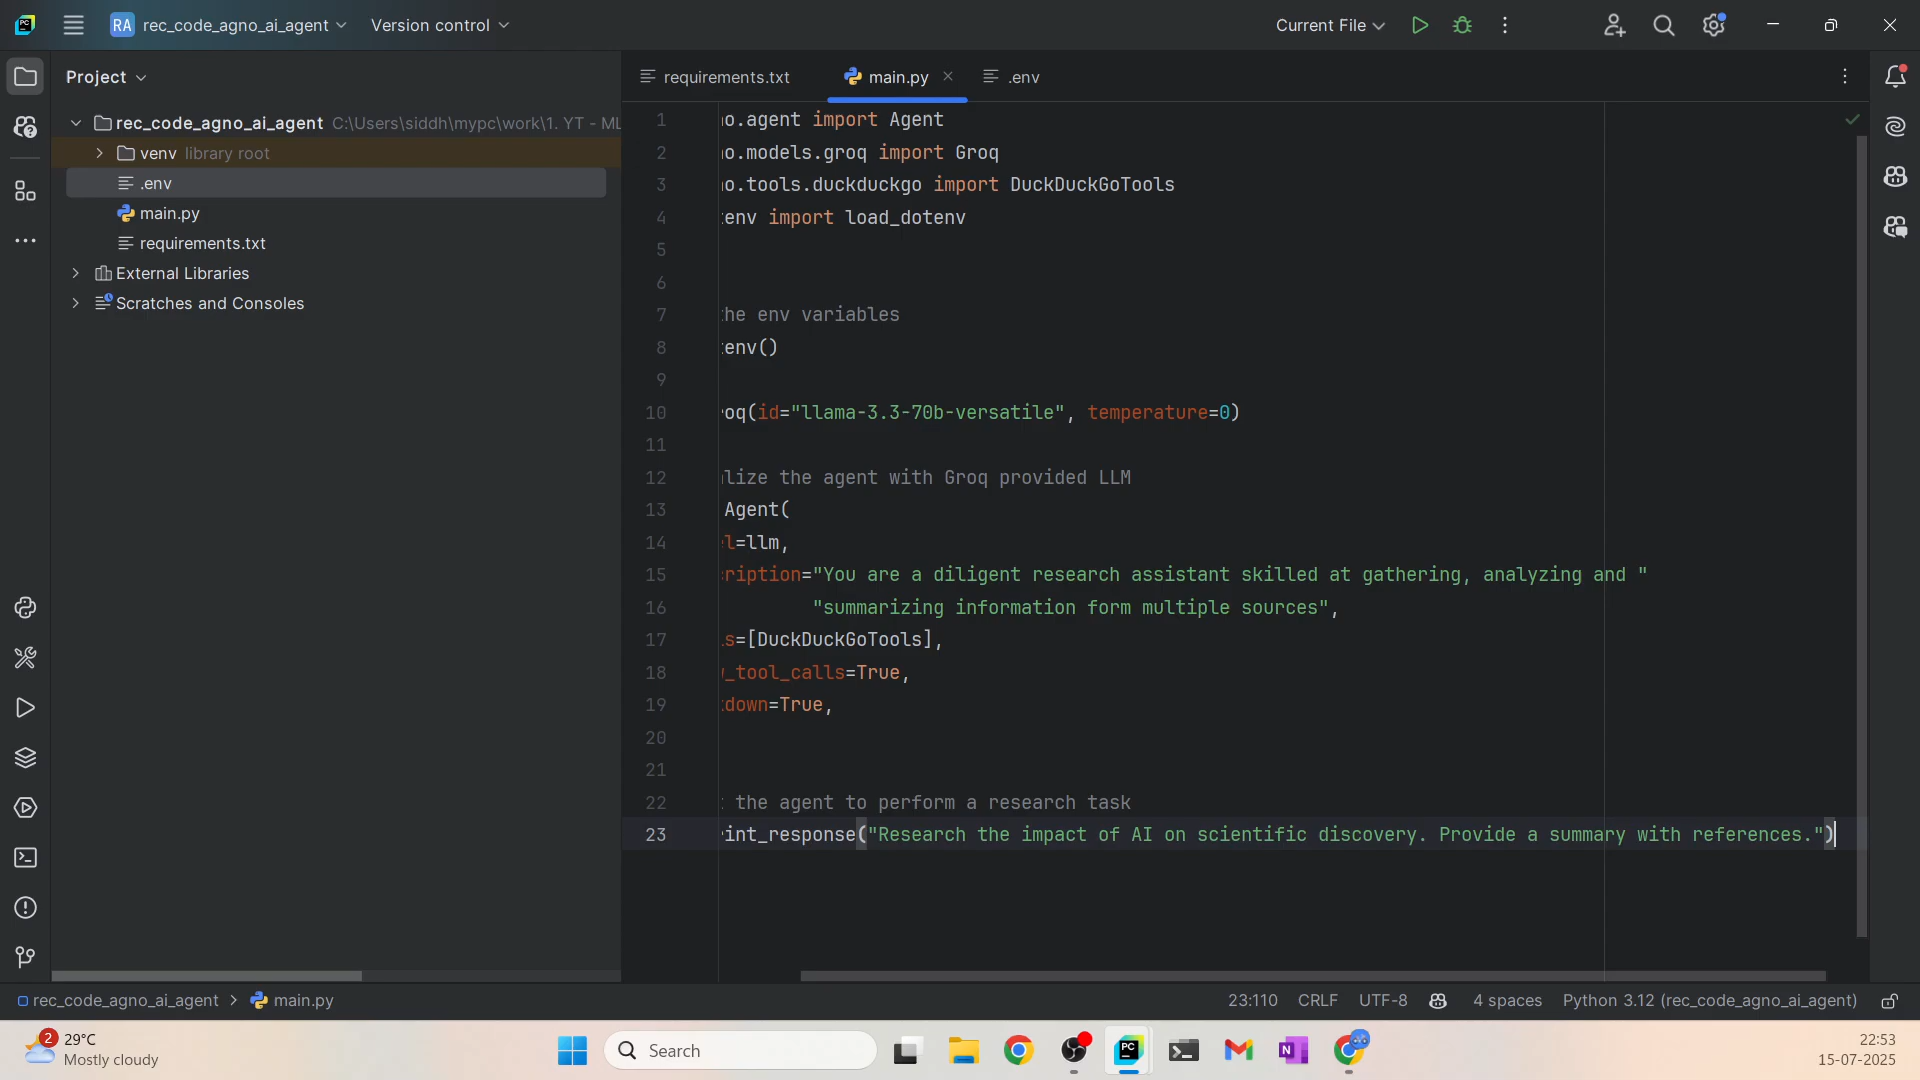 RA rec_code_agno_ai_agent Version control Current File
Project
requirements.txt main.py .env
rec_code_agno_ai_agent C:\Users\siddh\mypc\work\1. YT - ML
venv library root
.env
main.py
requirements.txt
External Libraries
Scratches and Consoles
1 o.agent import Agent
2 o.models.groq import Groq
3 o.tools.duckduckgo import DuckDuckGoTools
4 env import load_dotenv
5
6
7 he env variables
8 env()
9
10 oq(id="llama-3.3-70b-versatile", temperature=0)
11
12 lize the agent with Groq provided LLM
13 Agent(
14 l=llm,
15 ription="You are a diligent research assistant skilled at gathering, analyzing and "
16 "summarizing information form multiple sources",
17 s=[DuckDuckGoTools],
18 _tool_calls=True,
19 down=True,
20
21
22 the agent to perform a research task
23 int_response("Research the impact of AI on scientific discovery. Provide a summary with references.")
rec_code_agno_ai_agent > main.py 23:110 CRLF UTF-8 4 spaces Python 3.12 (rec_code_agno_ai_agent)
2 29°C
Mostly cloudy
Search
PC
N
22:53
15-07-2025